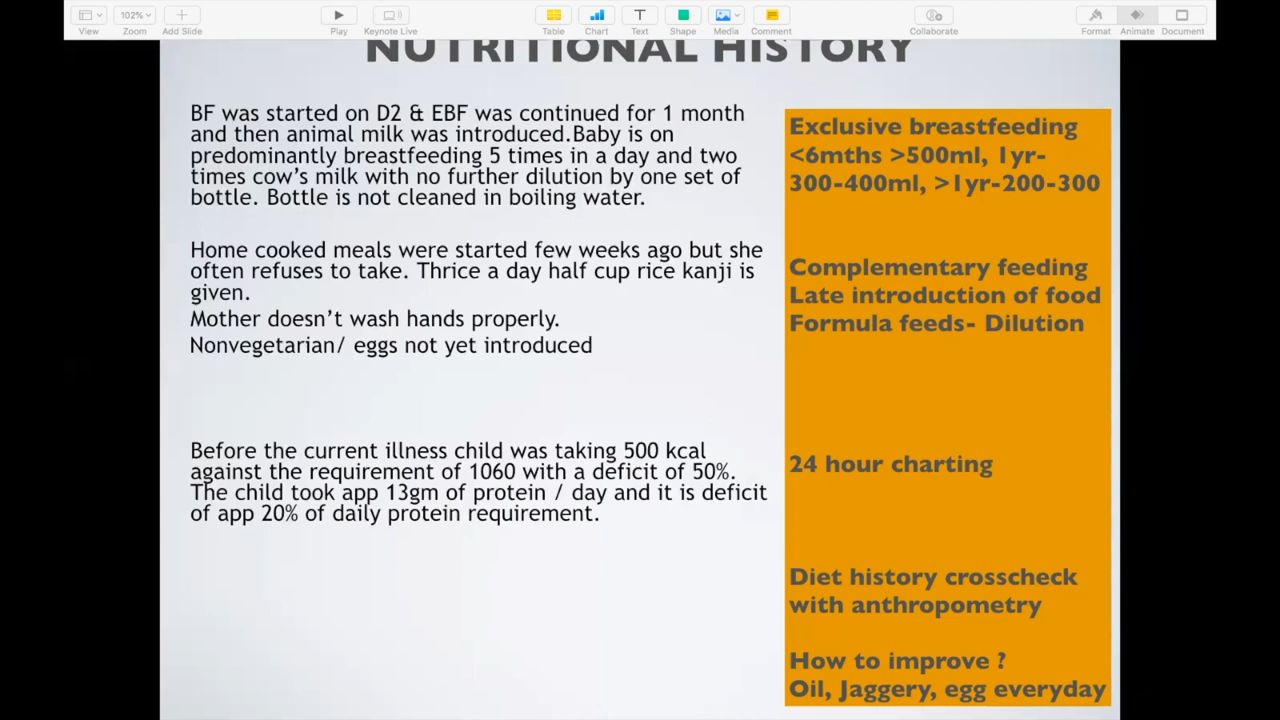 102%
View
Zoom
Add Slide
Play
Keynote Live
Table
Chart
Text
Shape
Media
Comment
Collaborate
Format
Animate
Document
NUTRITIONAL HISTORY
BF was started on D2 & EBF was continued for 1 month
and then animal milk was introduced.Baby is on
predominantly breastfeeding 5 times in a day and two
times cow’s milk with no further dilution by one set of
bottle. Bottle is not cleaned in boiling water.
Home cooked meals were started few weeks ago but she
often refuses to take. Thrice a day half cup rice kanji is
given.
Mother doesn’t wash hands properly.
Nonvegetarian/ eggs not yet introduced
Before the current illness child was taking 500 kcal
against the requirement of 1060 with a deficit of 50%.
The child took app 13gm of protein / day and it is deficit
of app 20% of daily protein requirement.
Exclusive breastfeeding
<6mths >500ml, 1yr-
300-400ml, >1yr-200-300
Complementary feeding
Late introduction of food
Formula feeds- Dilution
24 hour charting
Diet history crosscheck
with anthropometry
How to improve ?
Oil, Jaggery, egg everyday